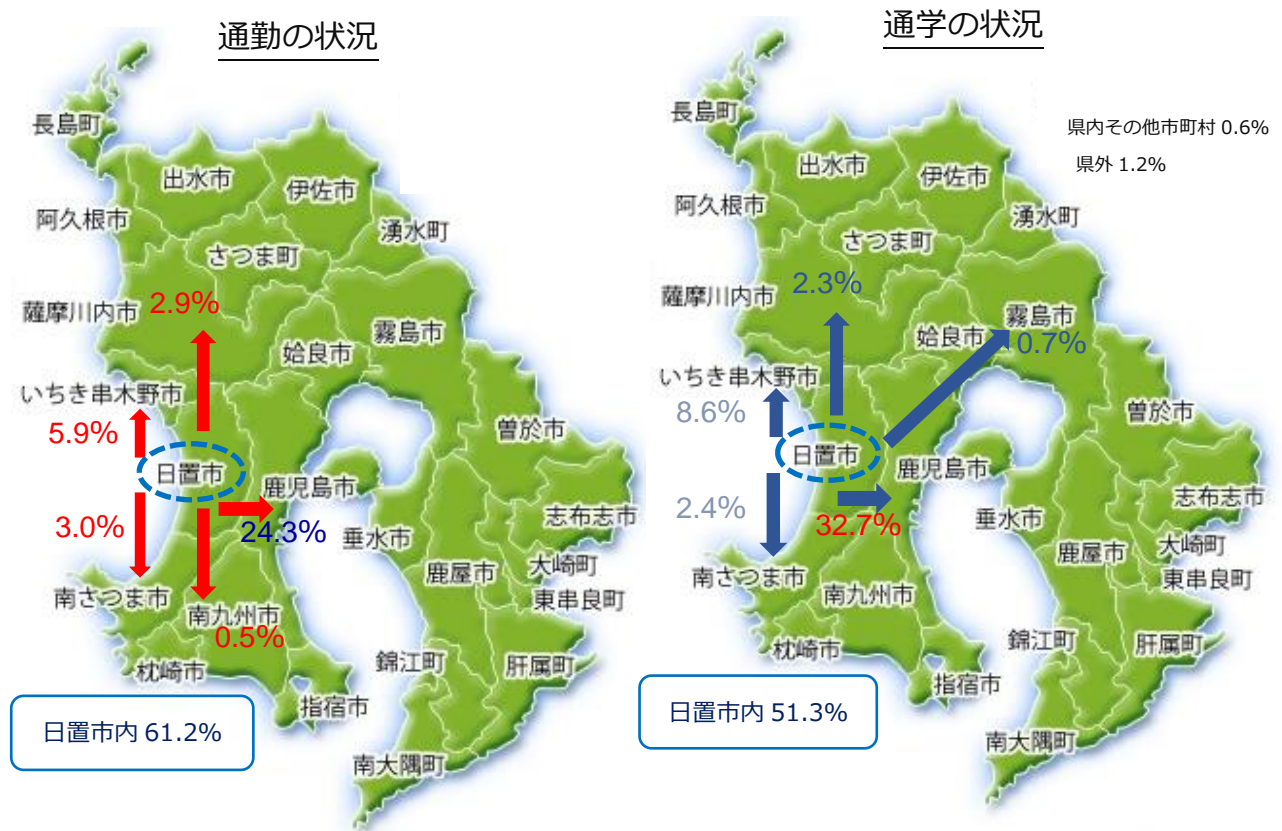 通勤の状況
長島町
出水市
伊佐市
阿久根市
湧水町
さつま町
薩摩川内市
2.9%
霧島市
姶良市
いちき串木野市
5.9%
曽於市
日置市
鹿児島市
3.0%
24.3%
志布志市
垂水市
大崎町
鹿屋市
南さつま市
東串良町
南九州市
0.5%
枕崎市
錦江町
肝属町
指宿市
日置市内 61.2%
南大隅町
通学の状況
長島町
県内その他市町村 0.6%
県外 1.2%
出水市
伊佐市
阿久根市
湧水町
さつま町
薩摩川内市
2.3%
霧島市
姶良市
0.7%
いちき串木野市
8.6%
曽於市
日置市
鹿児島市
2.4%
32.7%
志布志市
垂水市
大崎町
鹿屋市
南さつま市
東串良町
南九州市
枕崎市
錦江町
肝属町
指宿市
日置市内 51.3%
南大隅町